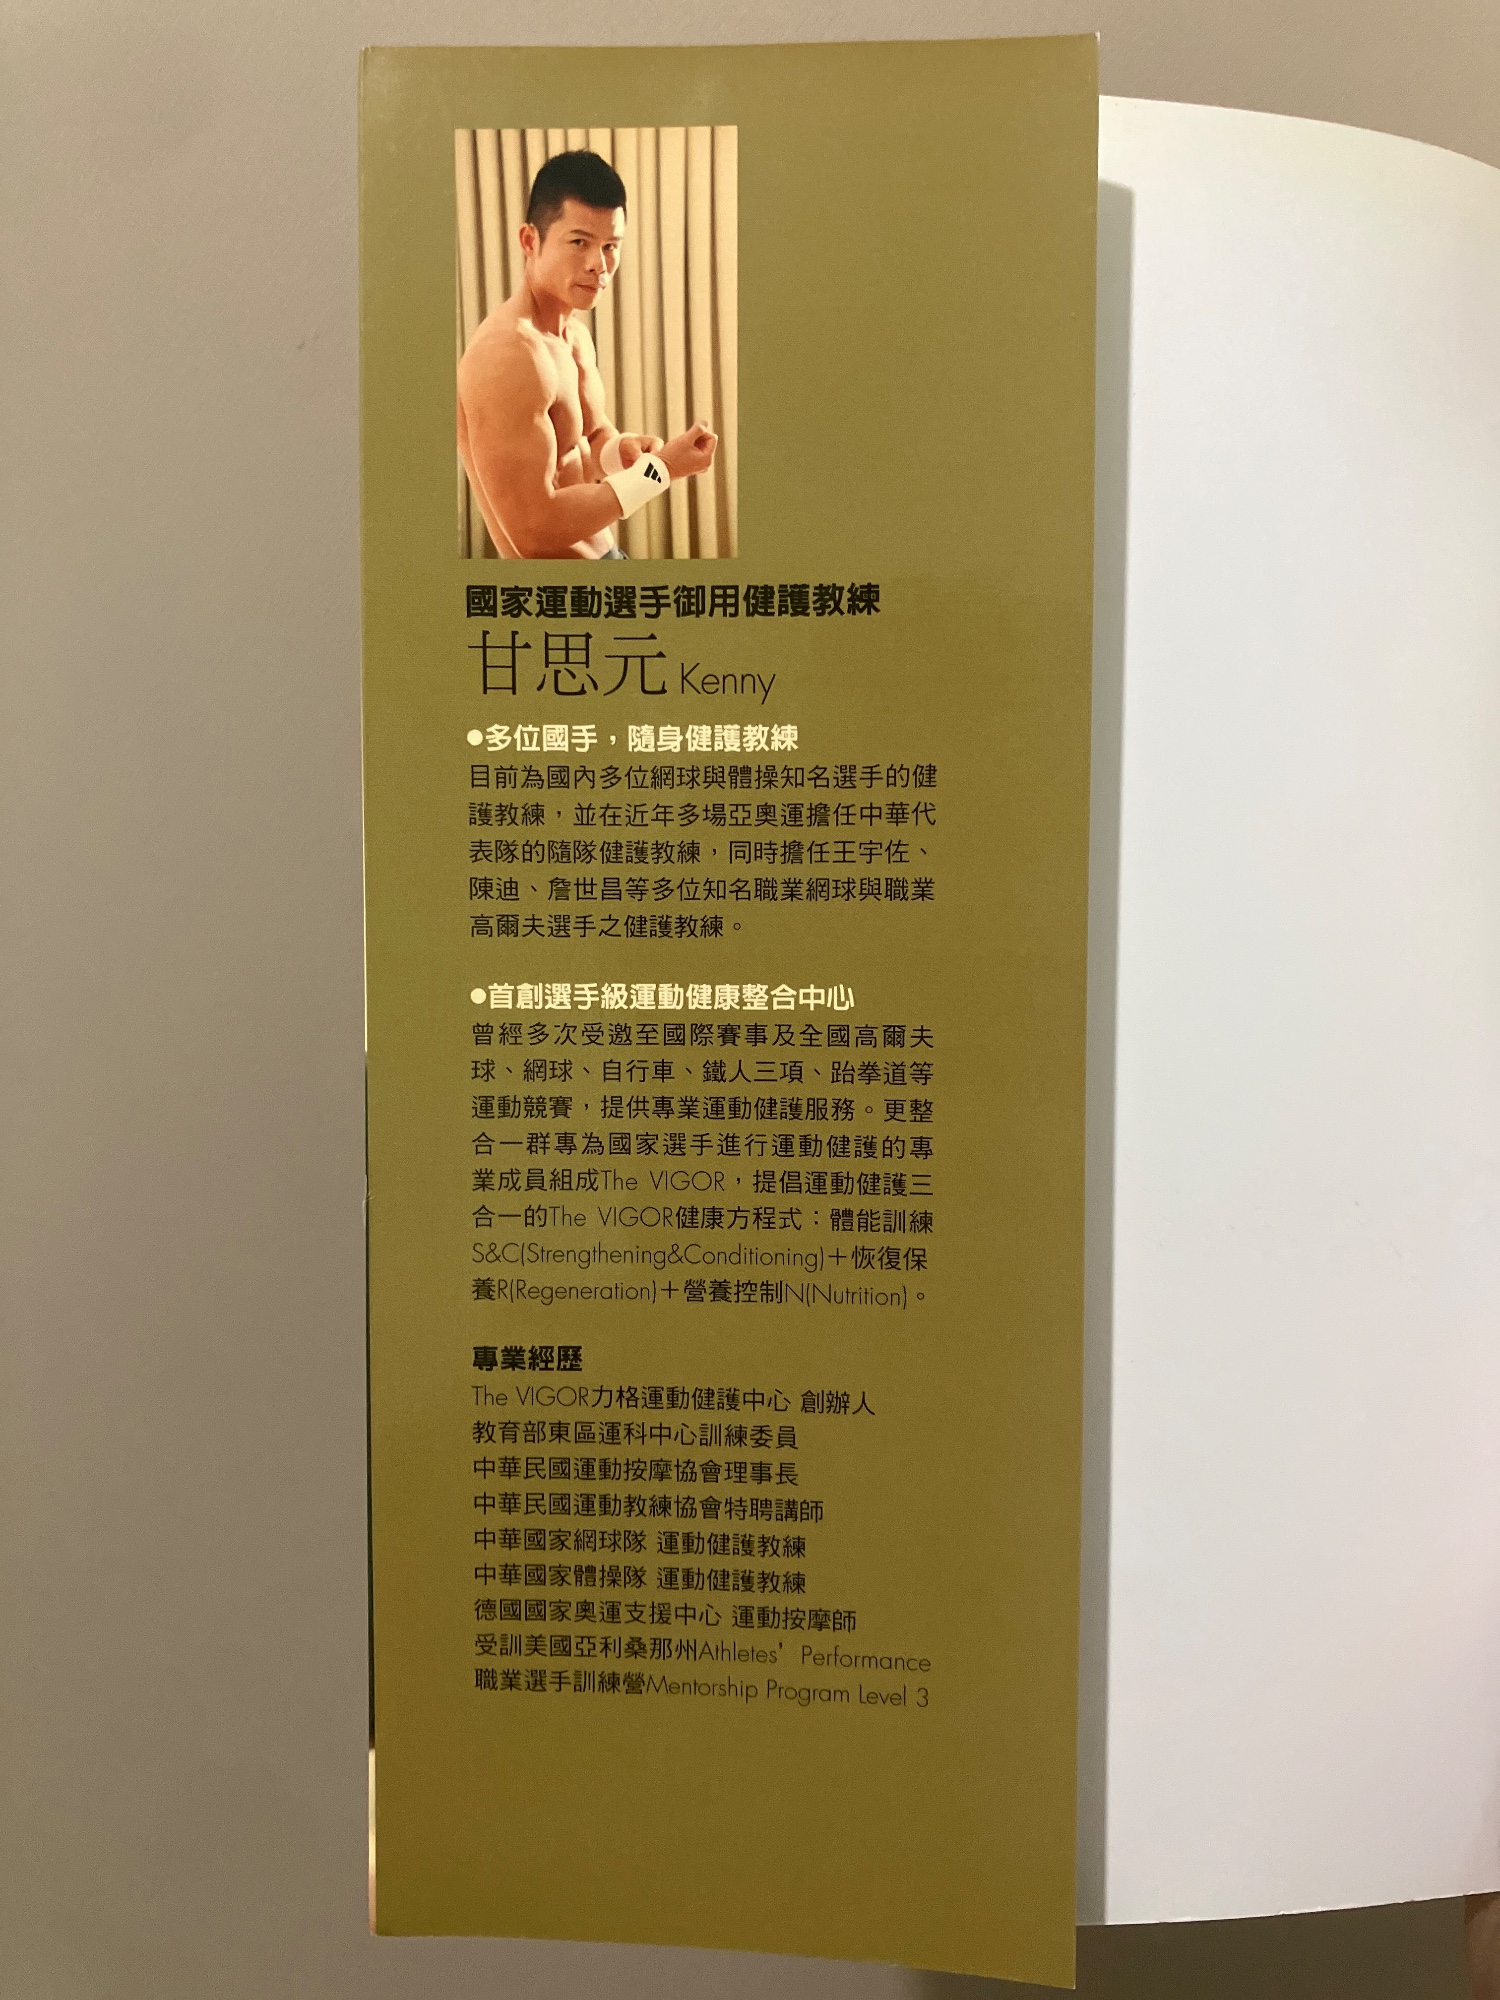 國家運動選手御用健護教練
甘思元 Kenny
●多位國手，隨身健護教練
目前為國內多位網球與體操知名選手的健
護教練，並在近年多場亞奧運擔任中華代
表隊的隨隊健護教練，同時擔任王宇佐、
陳迪、詹世昌等多位知名職業網球與職業
高爾夫選手之健護教練。
●首創選手級運動健康整合中心
曾經多次受邀至國際賽事及全國高爾夫
球、網球、自行車、鐵人三項、跆拳道等
運動競賽，提供專業運動健護服務。更整
合一群專為國家選手進行運動健護的專
業成員組成The VIGOR，提倡運動健護三
合一的The VIGOR健康方程式：體能訓練
S&C(Strengthening&Conditioning)＋恢復保
養R(Regeneration)＋營養控制N(Nutrition)。
專業經歷
The VIGOR力格運動健護中心 創辦人
教育部東區運科中心訓練委員
中華民國運動按摩協會理事長
中華民國運動教練協會特聘講師
中華國家網球隊 運動健護教練
中華國家體操隊 運動健護教練
德國國家奧運支援中心 運動按摩師
受訓美國亞利桑那州Athletes’ Performance
職業選手訓練營Mentorship Program Level 3